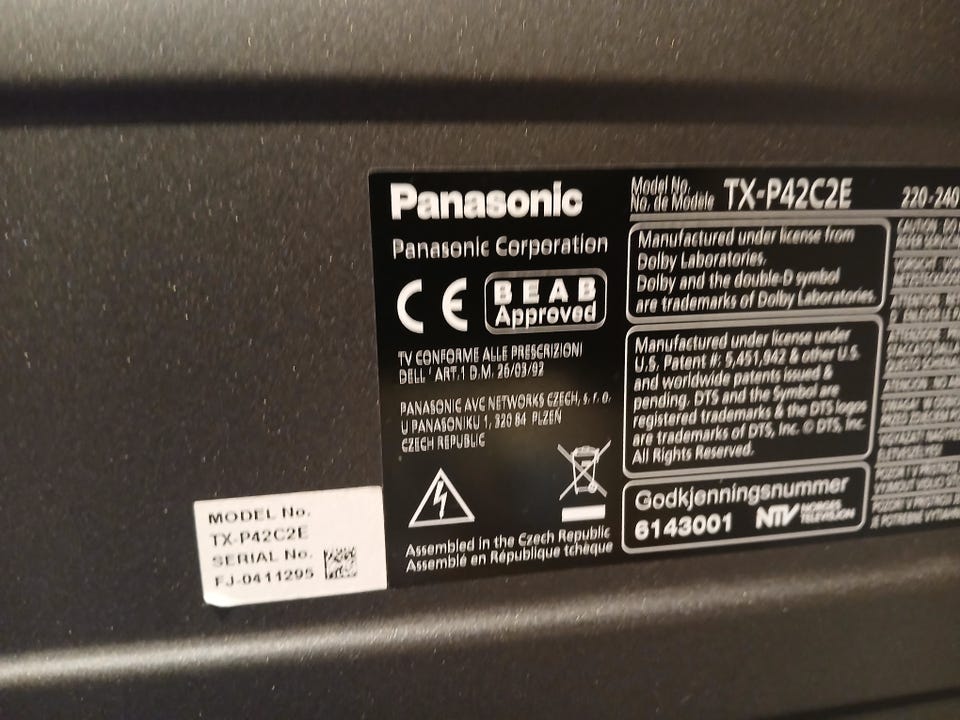 Panasonic
Panasonic Corporation
CE
BEAB
Approved
TV CONFORME ALLE PRESCRIZIONI
DELL' ART.1 D.M. 26/03/92
PANASONIC AVC NETWORKS CZECH, s. r. o.
U PANASONIKU 1, 320 84 PLZEŇ
CZECH REPUBLIC
Assembled in the Czech Republic
Assemblé en République tchèque
Model No.
No. de Modèle TX-P42C2E
220-240
Manufactured under license from
Dolby Laboratories.
Dolby and the double-D symbol
are trademarks of Dolby Laboratories.
Manufactured under license under
U.S. Patent #: 5,451,942 & other U.S.
and worldwide patents issued &
pending. DTS and the Symbol are
registered trademarks & the DTS logos
are trademarks of DTS, Inc. © DTS, Inc.
All Rights Reserved.
Godkjenningsnummer
6143001 NTV NORGES
TELEVISJON
CAUTION
MODEL No.
TX-P42C2E
SERIAL No.
FJ-0411295